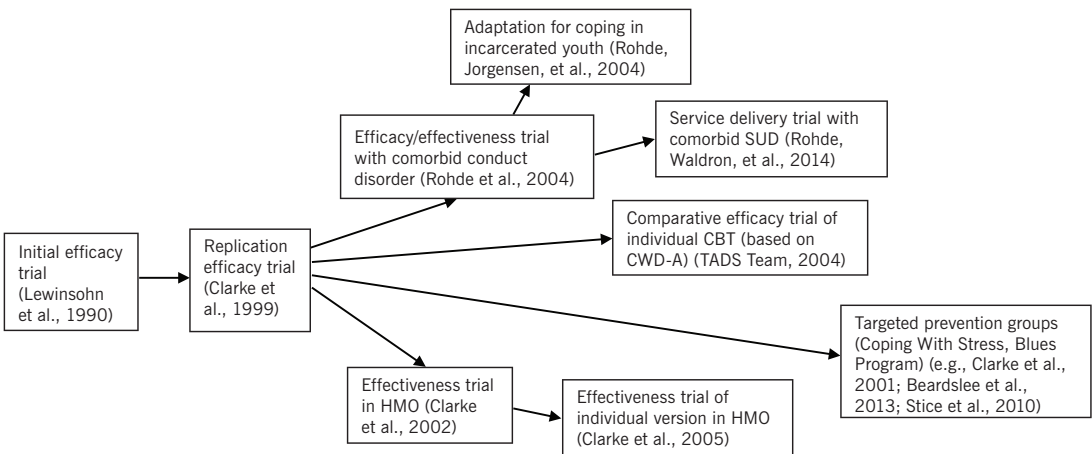 Adaptation for coping in
incarcerated youth (Rohde,
Jorgensen, et al., 2004)
Efficacy/effectiveness trial
with comorbid conduct
disorder (Rohde et al., 2004)
Service delivery trial with
comorbid SUD (Rohde,
Waldron, et al., 2014)
Initial efficacy
trial
(Lewinsohn
et al., 1990)
Replication
efficacy trial
(Clarke et
al., 1999)
Comparative efficacy trial of
individual CBT (based on
CWD-A) (TADS Team, 2004)
Targeted prevention groups
(Coping With Stress, Blues
Program) (e.g., Clarke et al.,
2001; Beardslee et al.,
2013; Stice et al., 2010)
Effectiveness trial
in HMO (Clarke
et al., 2002)
Effectiveness trial of
individual version in HMO
(Clarke et al., 2005)